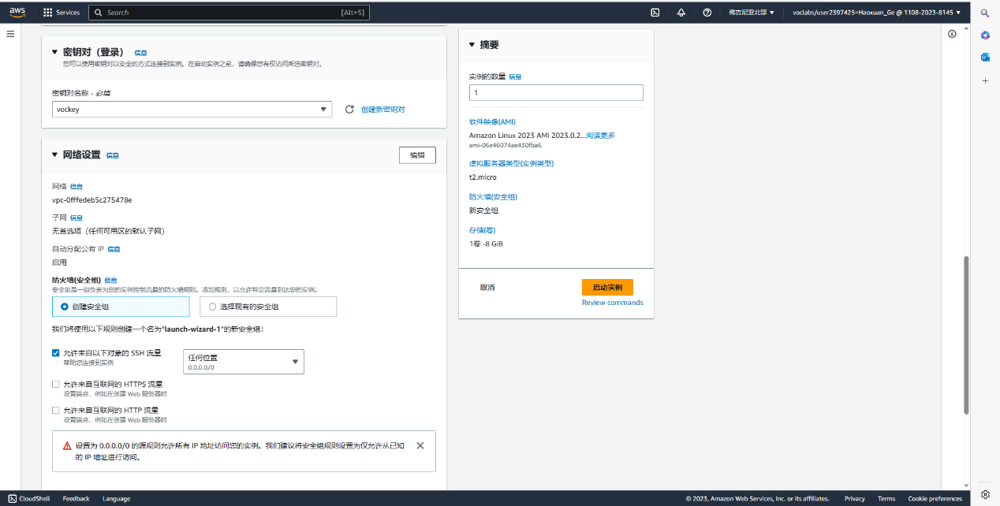 aws
Services
Search
[Alt+S]
弗吉尼亚北部
voclabs/user2397425=Haoxuan_Ge @ 1108-2023-8145
密钥对（登录） 信息
您可以使用密钥对以安全的方式连接到实例。在启动实例之前，请确保您有权访问所选密钥对。
密钥对名称 - 必填
vockey
创建新密钥对
网络设置 信息
编辑
网络 信息
vpc-0fffedeb5c275478e
子网 信息
无首选项（任何可用区的默认子网）
自动分配公有 IP 信息
启用
防火墙(安全组) 信息
安全组是一组负责为您的实例控制流量的防火墙规则。添加规则，以允许特定流量到达您的实例。
创建安全组
选择现有的安全组
我们将使用以下规则创建一个名为"launch-wizard-1"的新安全组:
允许来自以下对象的 SSH 流量
帮助您连接到实例
任何位置
0.0.0.0/0
允许来自互联网的 HTTPS 流量
设置端点，例如在创建 Web 服务器时
允许来自互联网的 HTTP 流量
设置端点，例如在创建 Web 服务器时
设置为 0.0.0.0/0 的源规则允许所有 IP 地址访问您的实例。我们建议将安全组规则设置为仅允许从已知
的 IP 地址进行访问。
摘要
实例的数量 信息
1
软件映像(AMI)
Amazon Linux 2023 AMI 2023.0.2...阅读更多
ami-06e46074ae430fba6
虚拟服务器类型(实例类型)
t2.micro
防火墙(安全组)
新安全组
存储(卷)
1卷 -8 GiB
取消
启动实例
Review commands
CloudShell
Feedback
Language
© 2023, Amazon Web Services, Inc. or its affiliates.
Privacy
Terms
Cookie preferences